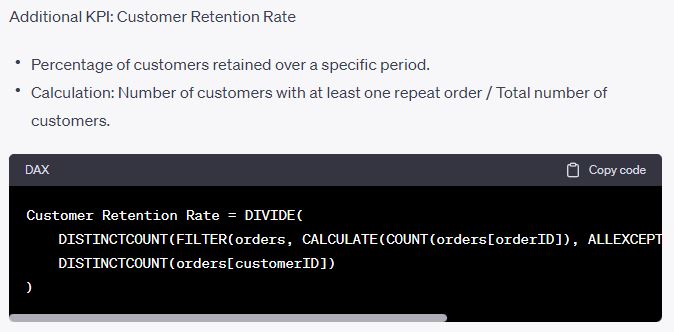 Additional KPI: Customer Retention Rate
• Percentage of customers retained over a specific period.
• Calculation: Number of customers with at least one repeat order / Total number of
customers.
DAX Copy code
Customer Retention Rate = DIVIDE(
    DISTINCTCOUNT(FILTER(orders, CALCULATE(COUNT(orders[orderID]), ALLEXCEPT
    DISTINCTCOUNT(orders[customerID])
)